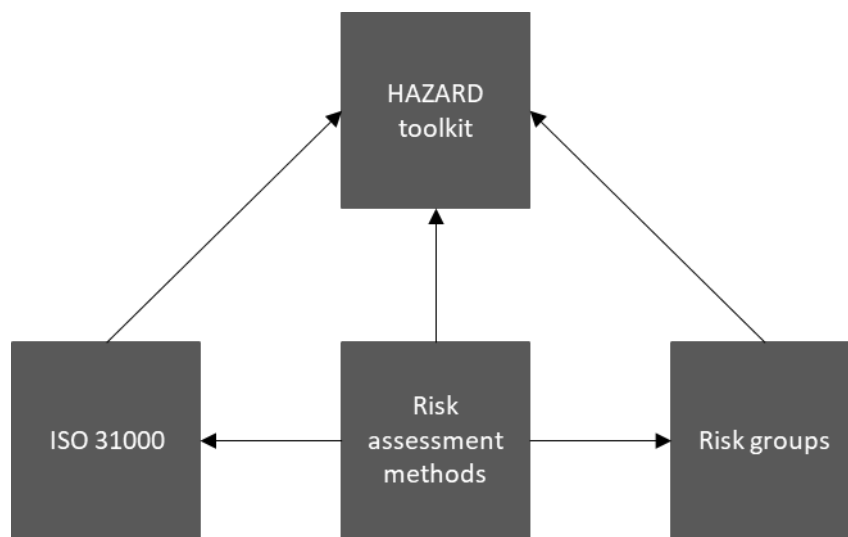 HAZARD
toolkit
ISO 31000
Risk
assessment
methods
Risk groups